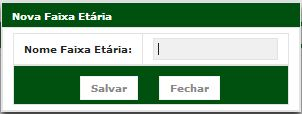 Nova Faixa Etária
Nome Faixa Etária:
Salvar Fechar